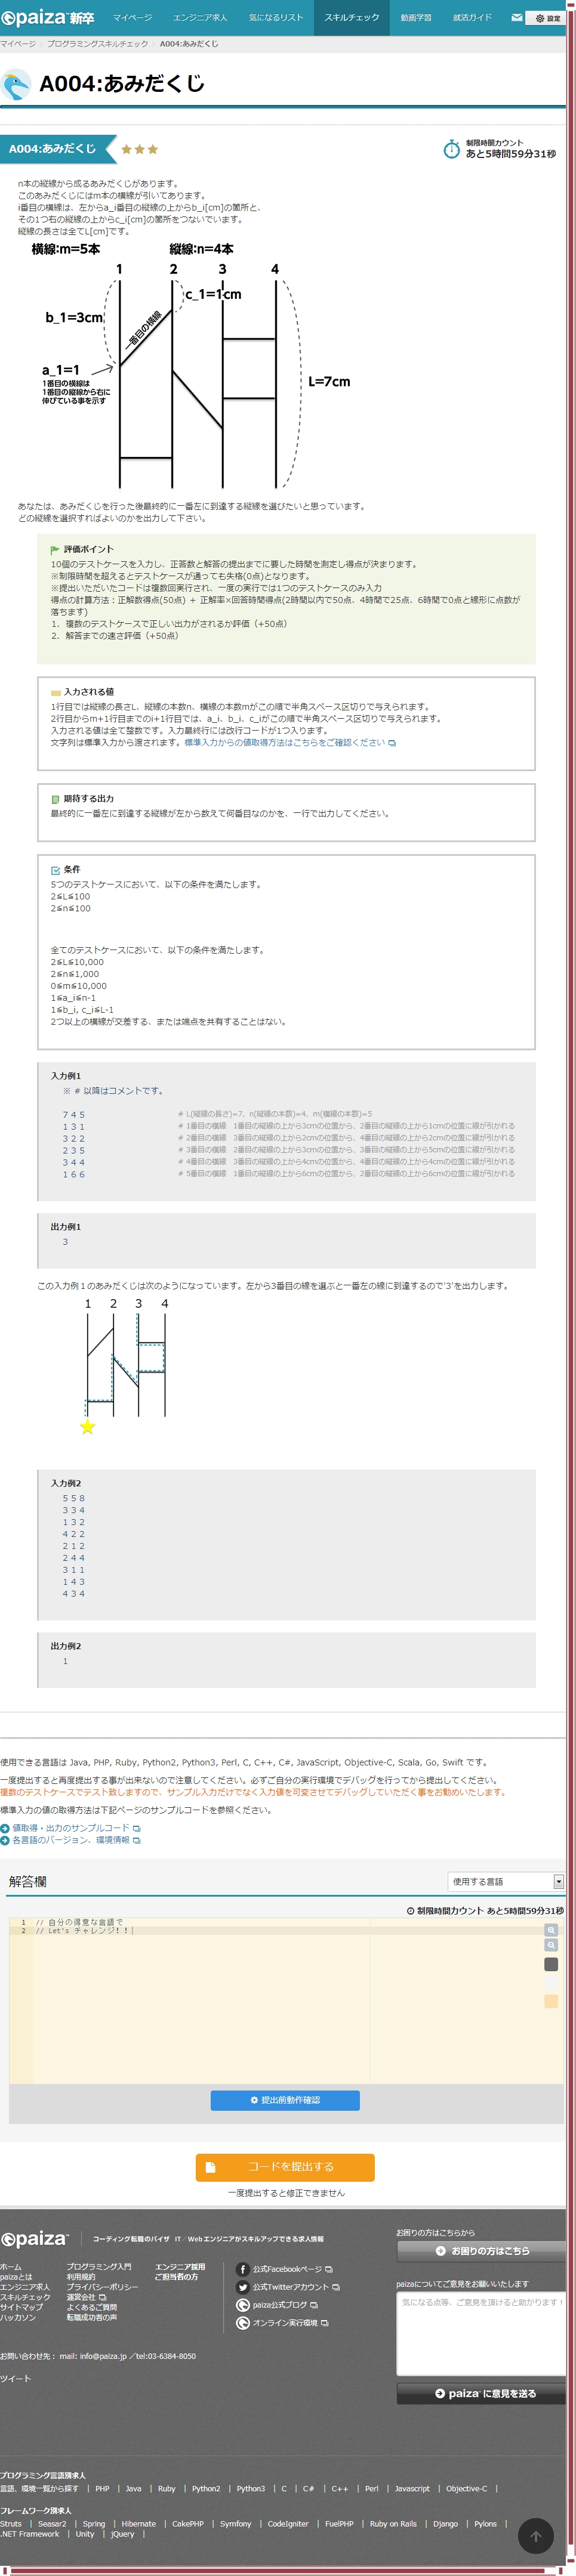 paiza新卒
マイページ エンジニア求人 気になるリスト スキルチェック 動画学習 就活ガイド 設定
マイページ > プログラミングスキルチェック > A004:あみだくじ
A004:あみだくじ
A004:あみだくじ ★★★
制限時間カウント
あと5時間59分31秒
n本の縦線から成るあみだくじがあります。
このあみだくじにはm本の横線が引いてあります。
i番目の横線は、左からa_i番目の縦線の上からb_i[cm]の箇所と、
その1つ右の縦線の上からc_i[cm]の箇所をつないでいます。
縦線の長さは全てL[cm]です。
横線:m=5本 縦線:n=4本
1 2 3 4
c_1=1cm
b_1=3cm
一番目の横線
a_1=1
1番目の横線は
1番目の縦線から右に
伸びている事を示す
L=7cm
あなたは、あみだくじを行った後最終的に一番左に到達する縦線を選びたいと思っています。
どの縦線を選択すればよいのかを出力して下さい。
評価ポイント
10個のテストケースを入力し、正答数と解答の提出までに要した時間を測定し得点が決まります。
※制限時間を超えるとテストケースが通っても失格(0点)となります。
※提出いただいたコードは複数回実行され、一度の実行では1つのテストケースのみ入力
得点の計算方法：正解数得点(50点) + 正解率×回答時間得点(2時間以内で50点、4時間で25点、6時間で0点と線形に点数が
落ちます)
1．複数のテストケースで正しい出力がされるか評価（+50点）
2．解答までの速さ評価（+50点）
入力される値
1行目では縦線の長さL、縦線の本数n、横線の本数mがこの順で半角スペース区切りで与えられます。
2行目からm+1行目までのi+1行目では、a_i、b_i、c_iがこの順で半角スペース区切りで与えられます。
入力される値は全て整数です。入力最終行には改行コードが1つ入ります。
文字列は標準入力から渡されます。標準入力からの値取得方法はこちらをご確認ください
期待する出力
最終的に一番左に到達する縦線が左から数えて何番目なのかを、一行で出力してください。
条件
5つのテストケースにおいて、以下の条件を満たします。
2≦L≦100
2≦n≦100
全てのテストケースにおいて、以下の条件を満たします。
2≦L≦10,000
2≦n≦1,000
0≦m≦10,000
1≦a_i≦n-1
1≦b_i, c_i≦L-1
2つ以上の横線が交差する、または端点を共有することはない。
入力例1
※ # 以降はコメントです。
7 4 5 # L(縦線の長さ)=7、n(縦線の本数)=4、m(横線の本数)=5
1 3 1 # 1番目の横線 1番目の縦線の上から3cmの位置から、2番目の縦線の上から1cmの位置に線が引かれる
3 2 2 # 2番目の横線 3番目の縦線の上から2cmの位置から、4番目の縦線の上から2cmの位置に線が引かれる
2 3 5 # 3番目の横線 2番目の縦線の上から3cmの位置から、3番目の縦線の上から5cmの位置に線が引かれる
3 4 4 # 4番目の横線 3番目の縦線の上から4cmの位置から、4番目の縦線の上から4cmの位置に線が引かれる
1 6 6 # 5番目の横線 1番目の縦線の上から6cmの位置から、2番目の縦線の上から6cmの位置に線が引かれる
出力例1
3
この入力例１のあみだくじは次のようになっています。左から3番目の線を選ぶと一番左の線に到達するので'3'を出力します。
1 2 3 4
入力例2
5 5 8
3 3 4
1 3 2
4 2 2
2 1 2
2 4 4
3 1 1
1 4 3
4 3 4
出力例2
1
使用できる言語は Java, PHP, Ruby, Python2, Python3, Perl, C, C++, C#, JavaScript, Objective-C, Scala, Go, Swift です。
一度提出すると再度提出する事が出来ないので注意してください。必ずご自分の実行環境でデバッグを行ってから提出してください。
複数のテストケースでテスト致しますので、サンプル入力だけでなく入力値を可変させてデバッグしていただく事をお勧めいたします。
標準入力の値の取得方法は下記ページのサンプルコードを参照ください。
値取得・出力のサンプルコード
各言語のバージョン、環境情報
解答欄 使用する言語
制限時間カウント あと5時間59分31秒
1 // 自分の得意な言語で
2 // Let's チャレンジ！！
提出前動作確認
コードを提出する
一度提出すると修正できません
paiza コーディング転職のパイザ IT／Webエンジニアがスキルアップできる求人情報
ホーム
paizaとは
エンジニア求人
スキルチェック
サイトマップ
ハッカソン
プログラミング入門
利用規約
プライバシーポリシー
運営会社
よくあるご質問
転職成功者の声
エンジニア採用
ご担当者の方
公式Facebookページ
公式Twitterアカウント
paiza公式ブログ
オンライン実行環境
お困りの方はこちらから
お困りの方はこちら
paizaについてご意見をお願いいたします
気になる点等、ご意見を頂けると助かります！
paizaに意見を送る
お問い合わせ先： mail: info@paiza.jp ／tel:03-6384-8050
ツイート
プログラミング言語別求人
言語、環境一覧から探す | PHP | Java | Ruby | Python2 | Python3 | C | C# | C++ | Perl | Javascript | Objective-C |
フレームワーク別求人
Struts | Seasar2 | Spring | Hibernate | CakePHP | Symfony | CodeIgniter | FuelPHP | Ruby on Rails | Django | Pylons |
.NET Framework | Unity | jQuery |